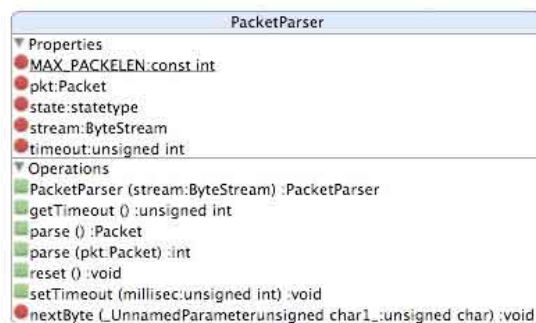 PacketParser
Properties
MAX_PACKELEN:const int
pkt:Packet
state:statetype
stream:ByteStream
timeout:unsigned int
Operations
PacketParser (stream:ByteStream) :PacketParser
getTimeout () :unsigned int
parse () :Packet
parse (pkt:Packet) :int
reset () :void
setTimeout (millisec:unsigned int) :void
nextByte (_UnnamedParameterunsigned char1_:unsigned char) :void